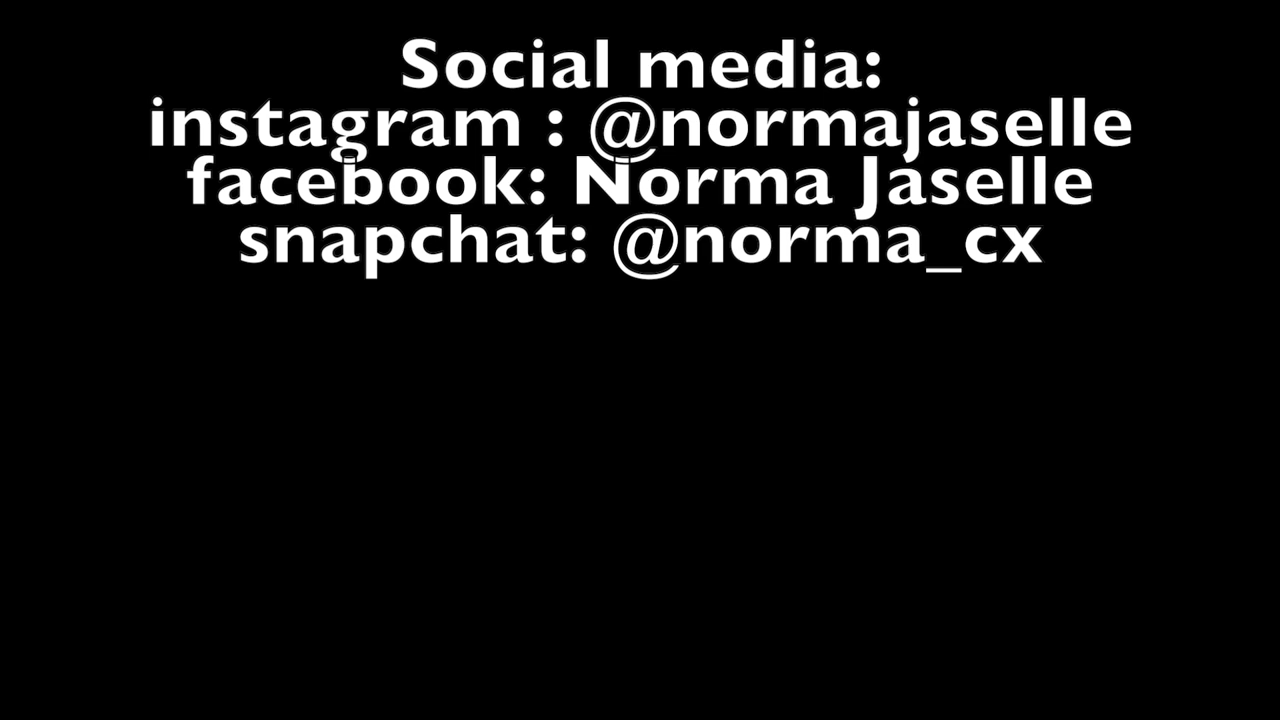 Social media:
instagram : @normajaselle
facebook: Norma Jaselle
snapchat: @norma_cx